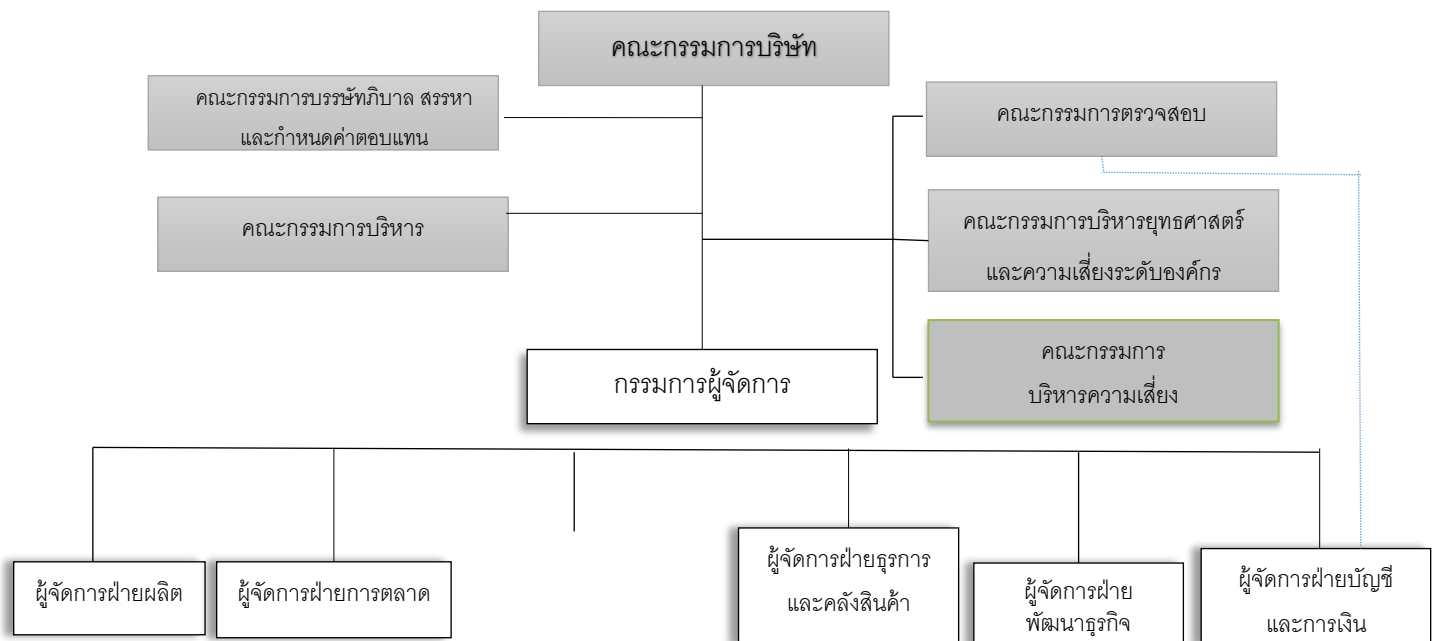 คณะกรรมการบริษัท
คณะกรรมการบรรษัทภิบาล สรรหา
และกำหนดค่าตอบแทน
คณะกรรมการตรวจสอบ
คณะกรรมการบริหาร
คณะกรรมการบริหารยุทธศาสตร์
และความเสี่ยงระดับองค์กร
คณะกรรมการ
บริหารความเสี่ยง
กรรมการผู้จัดการ
ผู้จัดการฝ่ายผลิต
ผู้จัดการฝ่ายการตลาด
ผู้จัดการฝ่ายธุรการ
และคลังสินค้า
ผู้จัดการฝ่าย
พัฒนาธุรกิจ
ผู้จัดการฝ่ายบัญชี
และการเงิน